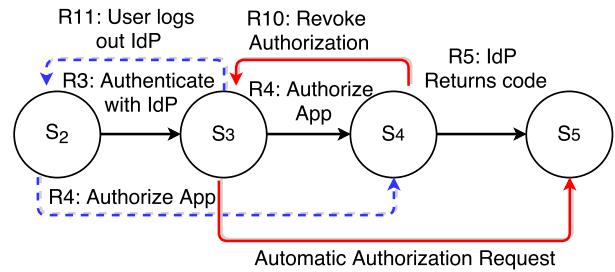 R11: User logs
out IdP
R10: Revoke
Authorization
R5: IdP
Returns code
R3: Authenticate
with IdP
R4: Authorize
App
S2
S3
S4
S5
R4: Authorize App
Automatic Authorization Request